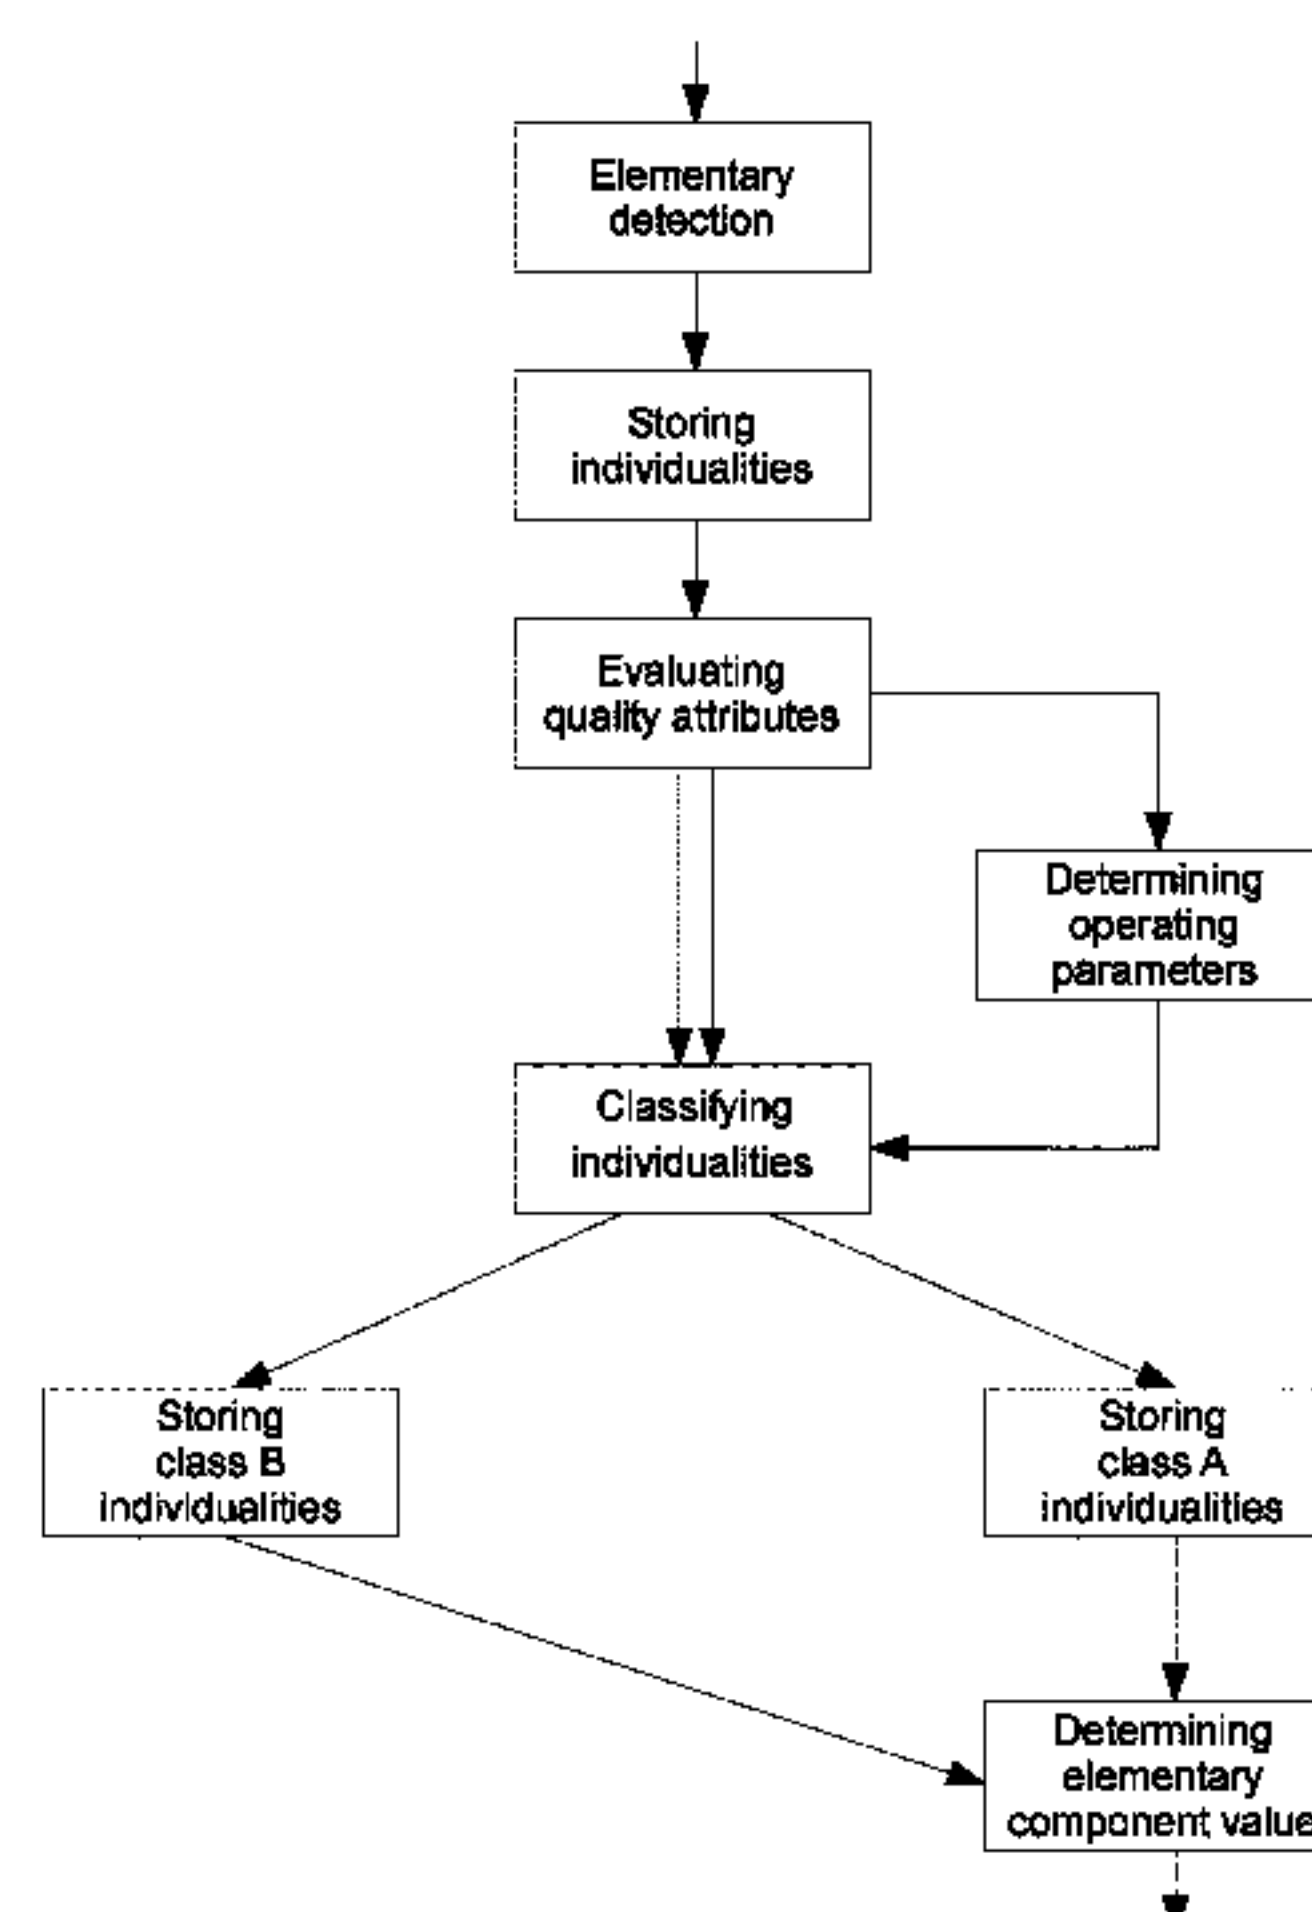 Elementary
detection
Storing
individualities
Evaluating
quality attributes
Determining
operating
parameters
Classifying
individualities
Storing
class B
individualities
Storing
class A
individualities
Determining
elementary
component value